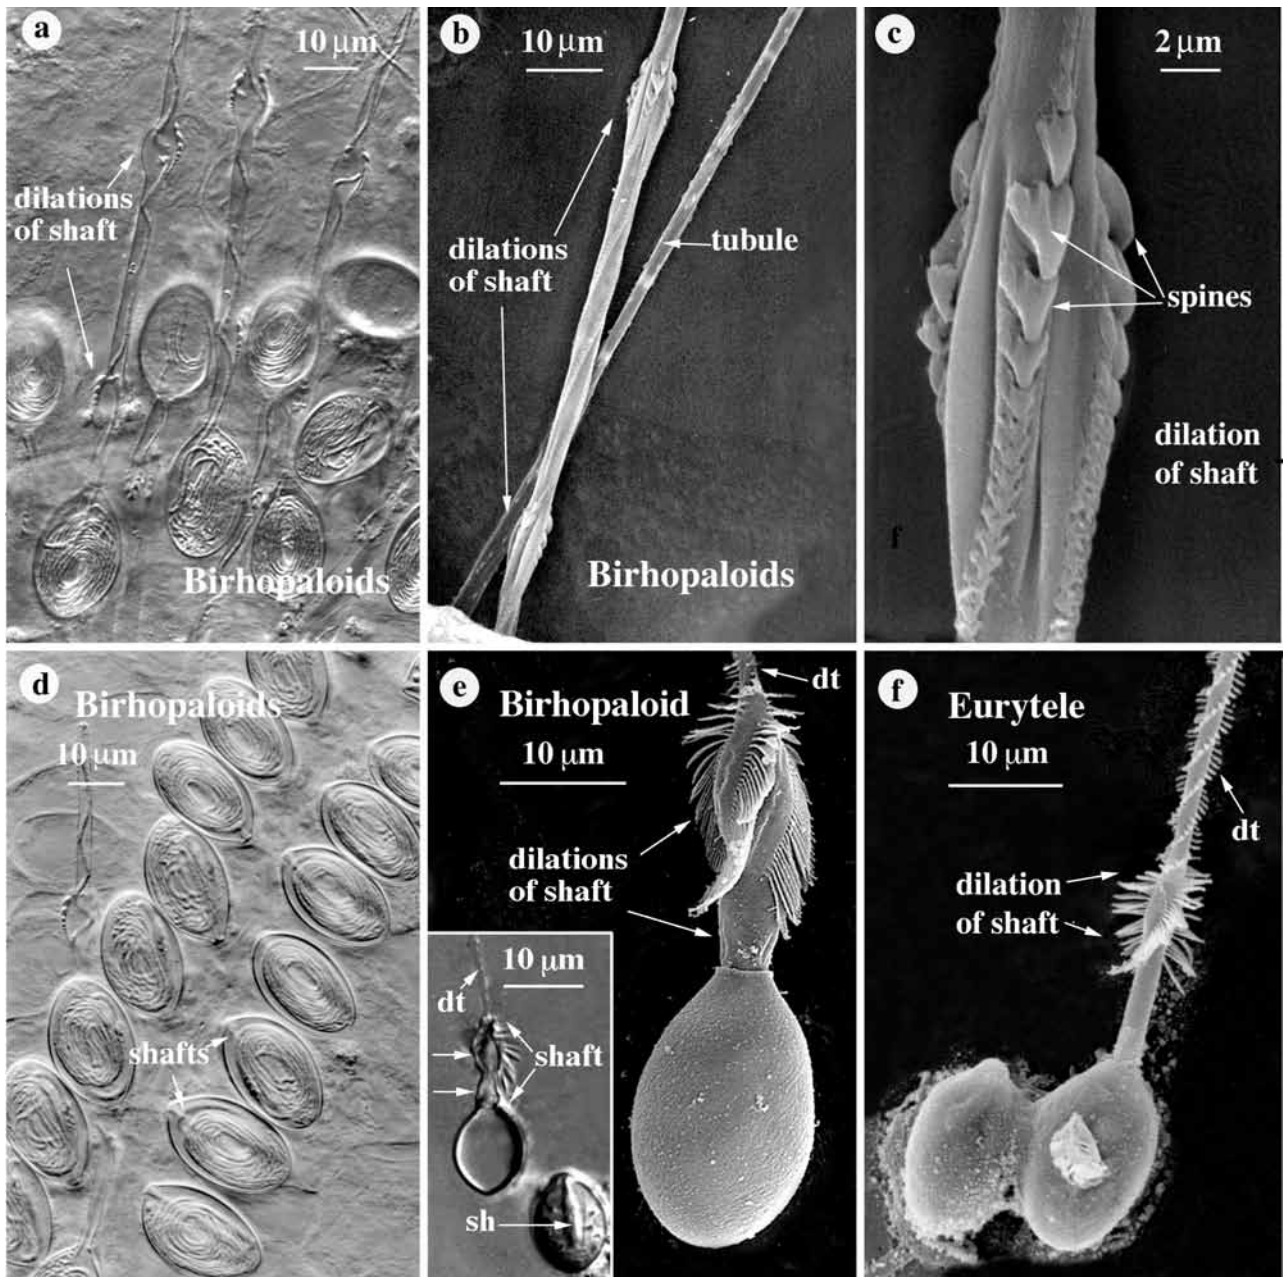 a
10 μm
dilations
of shaft
Birhopaloids
b
10 μm
dilations
of shaft
tubule
Birhopaloids
c
2 μm
spines
dilation
of shaft
f
d
Birhopaloids
10 μm
shafts
e
Birhopaloid
10 μm
dt
dilations
of shaft
10 μm
dt
shaft
sh
f
Eurytele
10 μm
dt
dilation
of shaft